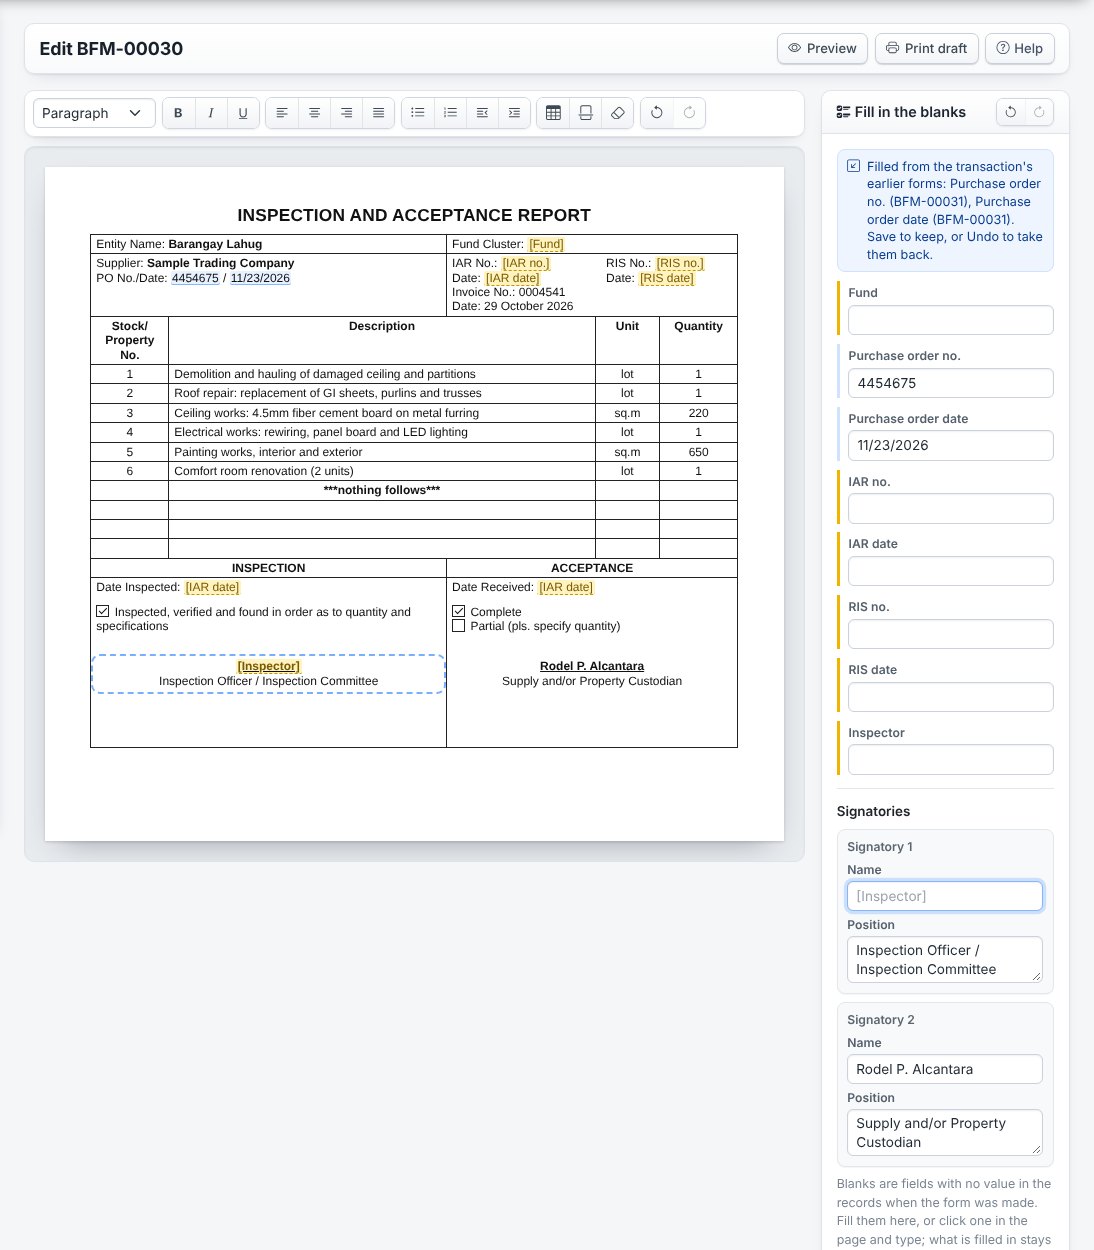 Edit BFM-00030
Preview
Print draft
Help
Paragraph
B
I
U
Fill in the blanks
Filled from the transaction's
earlier forms: Purchase order
no. (BFM-00031), Purchase
order date (BFM-00031).
Save to keep, or Undo to take
them back.
INSPECTION AND ACCEPTANCE REPORT
Entity Name: Barangay Lahug
Fund Cluster: [Fund]
Supplier: Sample Trading Company
PO No./Date: 4454675 / 11/23/2026
IAR No.: [IAR no.] RIS No.: [RIS no.]
Date: [IAR date] Date: [RIS date]
Invoice No.: 0004541
Date: 29 October 2026
Stock/
Property
No.
Description
Unit
Quantity
1 Demolition and hauling of damaged ceiling and partitions lot 1
2 Roof repair: replacement of GI sheets, purlins and trusses lot 1
3 Ceiling works: 4.5mm fiber cement board on metal furring sq.m 220
4 Electrical works: rewiring, panel board and LED lighting lot 1
5 Painting works, interior and exterior sq.m 650
6 Comfort room renovation (2 units) lot 1
***nothing follows***
INSPECTION
ACCEPTANCE
Date Inspected: [IAR date]
Date Received: [IAR date]
Inspected, verified and found in order as to quantity and
specifications
Complete
Partial (pls. specify quantity)
[Inspector]
Inspection Officer / Inspection Committee
Rodel P. Alcantara
Supply and/or Property Custodian
Fund
Purchase order no.
4454675
Purchase order date
11/23/2026
IAR no.
IAR date
RIS no.
RIS date
Inspector
Signatories
Signatory 1
Name
[Inspector]
Position
Inspection Officer /
Inspection Committee
Signatory 2
Name
Rodel P. Alcantara
Position
Supply and/or Property
Custodian
Blanks are fields with no value in the
records when the form was made.
Fill them here, or click one in the
page and type; what is filled in stays